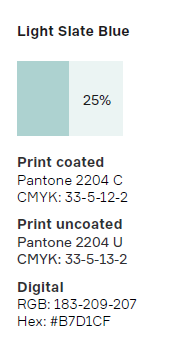 Light Slate Blue
25%
Print coated
Pantone 2204 C
CMYK: 33-5-12-2
Print uncoated
Pantone 2204 U
CMYK: 33-5-13-2
Digital
RGB: 183-209-207
Hex: #B7D1CF